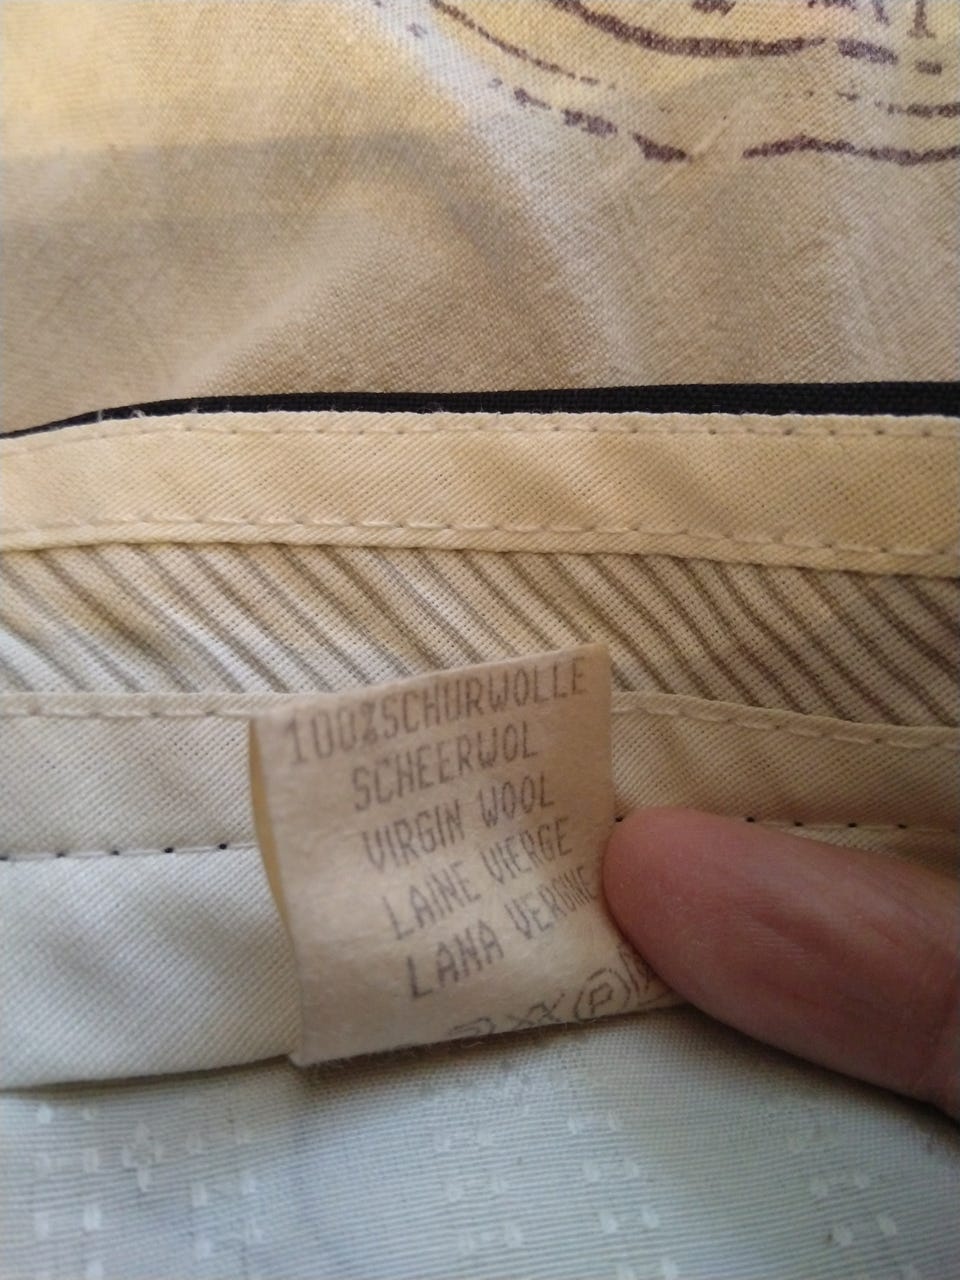 100%SCHURWOLLE
SCHEERWOL
VIRGIN WOOL
LAINE VIERGE
LANA VERGINE
P